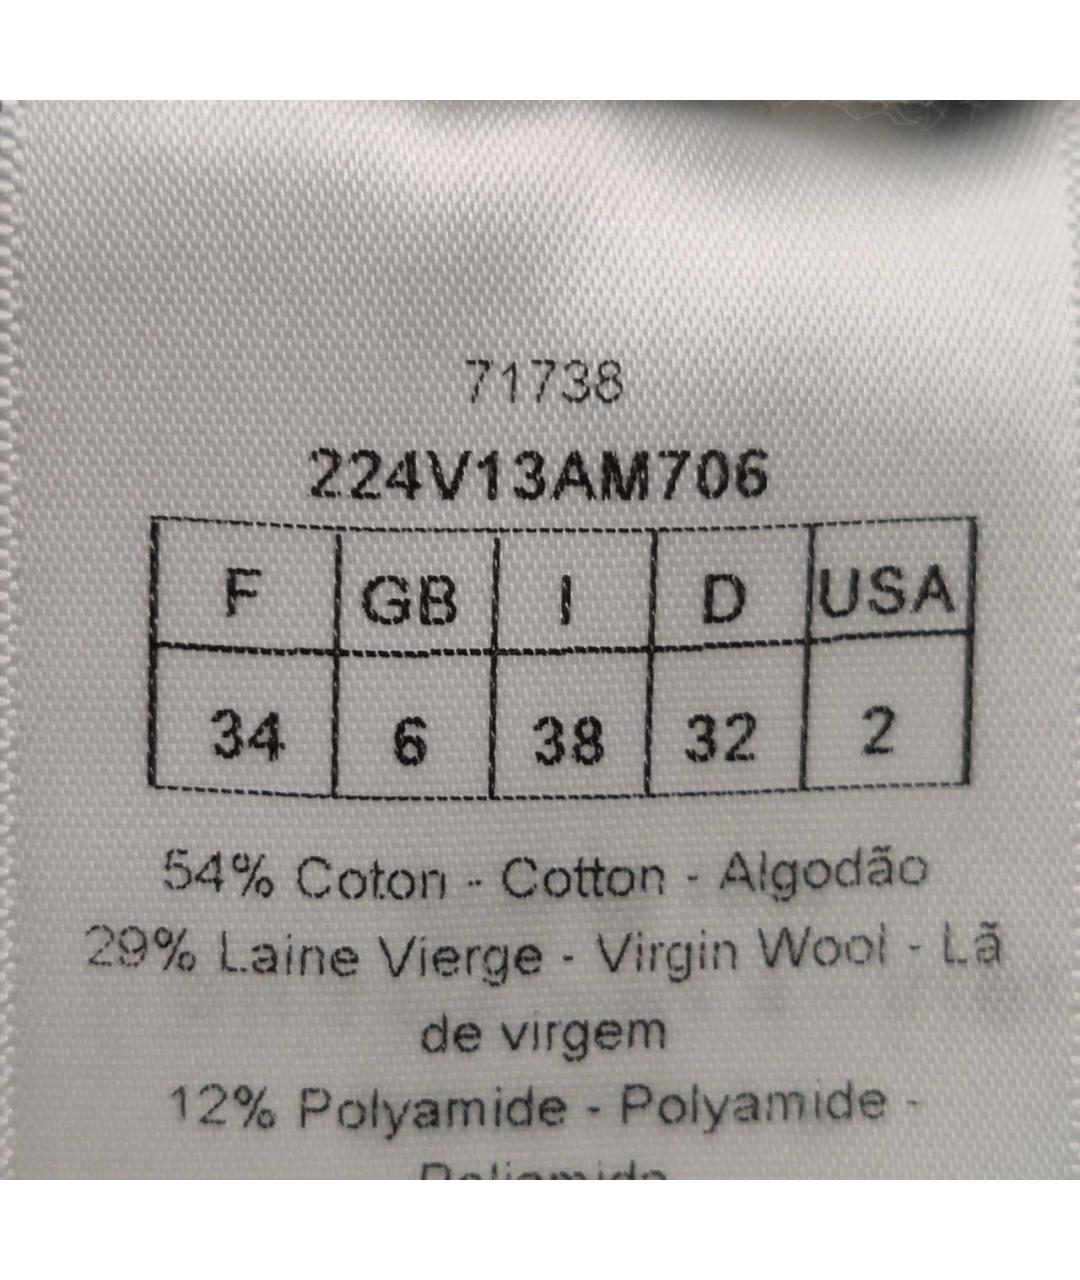 71738
224V13AM706
F GB I D USA
34 6 38 32 2
54% Coton - Cotton - Algodão
29% Laine Vierge - Virgin Wool - Lã
de virgem
12% Polyamide - Polyamide -
Poliamida